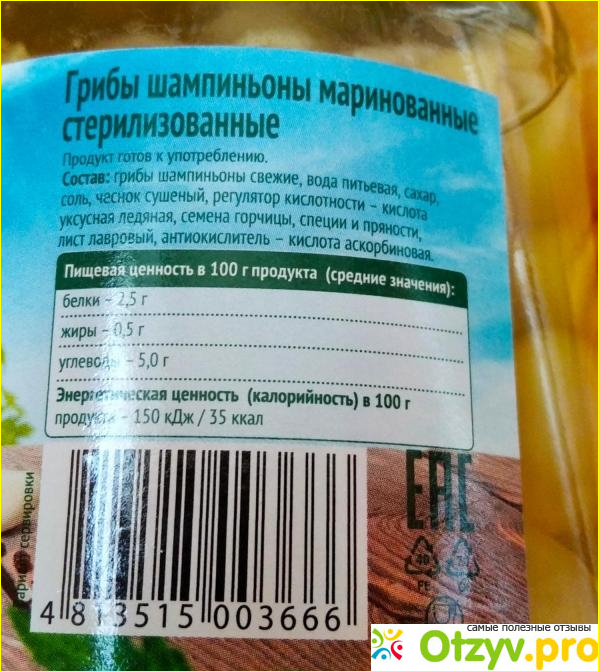 Грибы шампиньоны маринованные
стерилизованные
Продукт готов к употреблению.
Состав: грибы шампиньоны свежие, вода питьевая, сахар,
соль, чеснок сушеный, регулятор кислотности – кислота
уксусная ледяная, семена горчицы, специи и пряности,
лист лавровый, антиокислитель – кислота аскорбиновая.
Пищевая ценность в 100 г продукта (средние значения):
белки – 2,5 г
жиры – 0,5 г
углеводы – 5,0 г
Энергетическая ценность (калорийность) в 100 г
продукта – 150 кДж / 35 ккал
сервировки
EAC
40
FE
4 813515 003666
самые полезные отзывы
Otzyv.pro